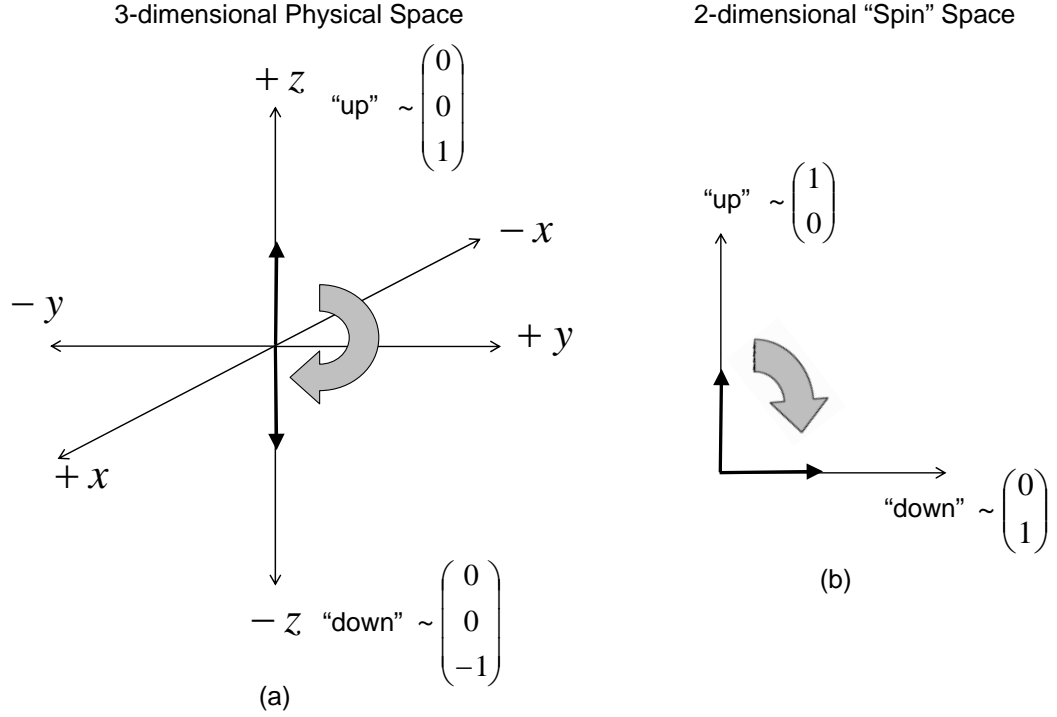 3-dimensional Physical Space
+ z
“up” ~ (0 0 1)
− x
− y
+ y
+ x
− z “down” ~ (0 0 −1)
(a)
2-dimensional “Spin” Space
“up” ~ (1 0)
“down” ~ (0 1)
(b)